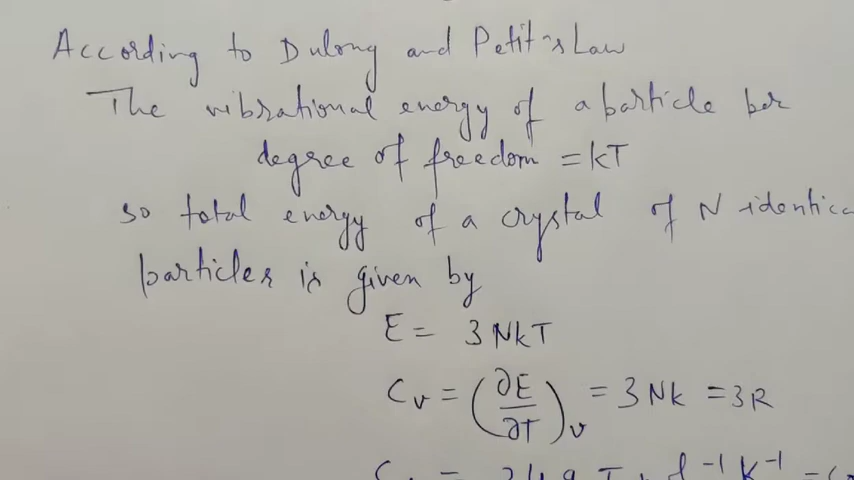 According to Dulong and Petit's Law
The vibrational energy of a particle per
degree of freedom = kT
so total energy of a crystal of N identica
particles is given by
E = 3NkT
Cv = (∂E/∂T)v = 3Nk = 3R